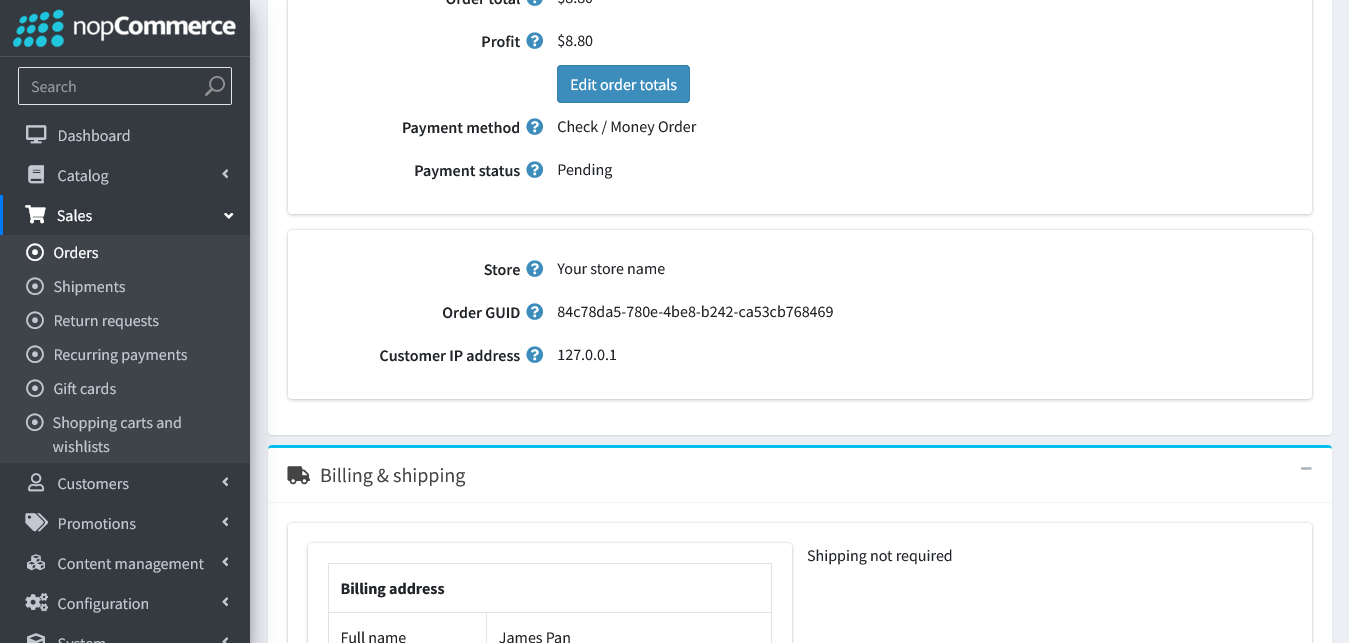 nopCommerce
Search
Dashboard
Catalog
Sales
Orders
Shipments
Return requests
Recurring payments
Gift cards
Shopping carts and
wishlists
Customers
Promotions
Content management
Configuration
System
Order total ? $8.80
Profit ? $8.80
Edit order totals
Payment method ? Check / Money Order
Payment status ? Pending
Store ? Your store name
Order GUID ? 84c78da5-780e-4be8-b242-ca53cb768469
Customer IP address ? 127.0.0.1
Billing & shipping
Billing address
Full name James Pan
Shipping not required